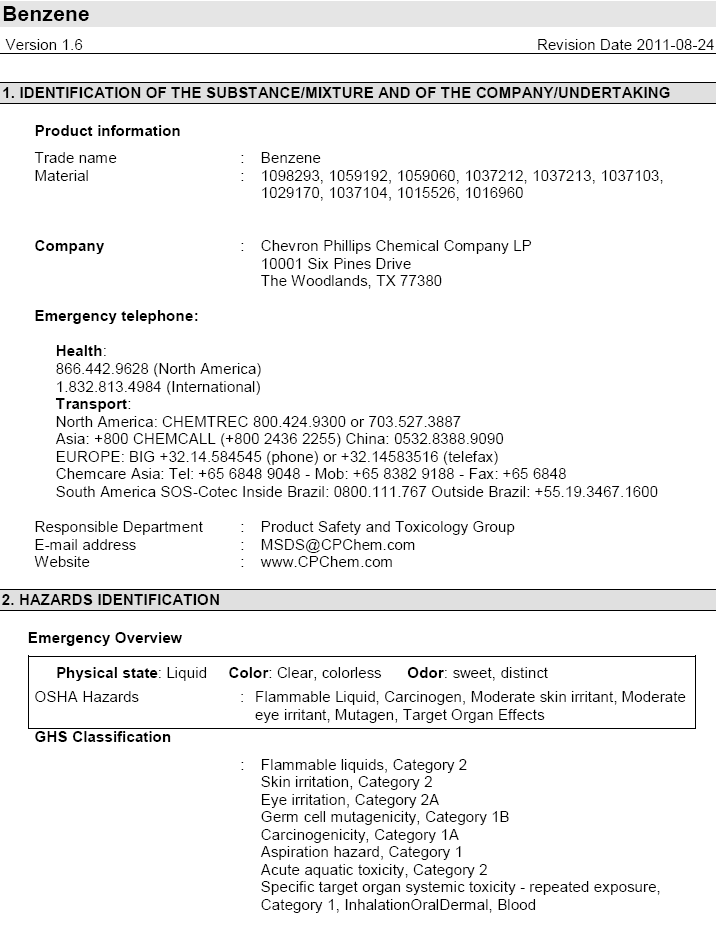 Benzene
Version 1.6 Revision Date 2011-08-24
1. IDENTIFICATION OF THE SUBSTANCE/MIXTURE AND OF THE COMPANY/UNDERTAKING
Product information
Trade name : Benzene
Material : 1098293, 1059192, 1059060, 1037212, 1037213, 1037103,
1029170, 1037104, 1015526, 1016960
Company : Chevron Phillips Chemical Company LP
10001 Six Pines Drive
The Woodlands, TX 77380
Emergency telephone:
Health:
866.442.9628 (North America)
1.832.813.4984 (International)
Transport:
North America: CHEMTREC 800.424.9300 or 703.527.3887
Asia: +800 CHEMCALL (+800 2436 2255) China: 0532.8388.9090
EUROPE: BIG +32.14.584545 (phone) or +32.14583516 (telefax)
Chemcare Asia: Tel: +65 6848 9048 - Mob: +65 8382 9188 - Fax: +65 6848
South America SOS-Cotec Inside Brazil: 0800.111.767 Outside Brazil: +55.19.3467.1600
Responsible Department : Product Safety and Toxicology Group
E-mail address : MSDS@CPChem.com
Website : www.CPChem.com
2. HAZARDS IDENTIFICATION
Emergency Overview
Physical state: Liquid Color: Clear, colorless Odor: sweet, distinct
OSHA Hazards : Flammable Liquid, Carcinogen, Moderate skin irritant, Moderate
eye irritant, Mutagen, Target Organ Effects
GHS Classification
: Flammable liquids, Category 2
Skin irritation, Category 2
Eye irritation, Category 2A
Germ cell mutagenicity, Category 1B
Carcinogenicity, Category 1A
Aspiration hazard, Category 1
Acute aquatic toxicity, Category 2
Specific target organ systemic toxicity - repeated exposure,
Category 1, InhalationOralDermal, Blood